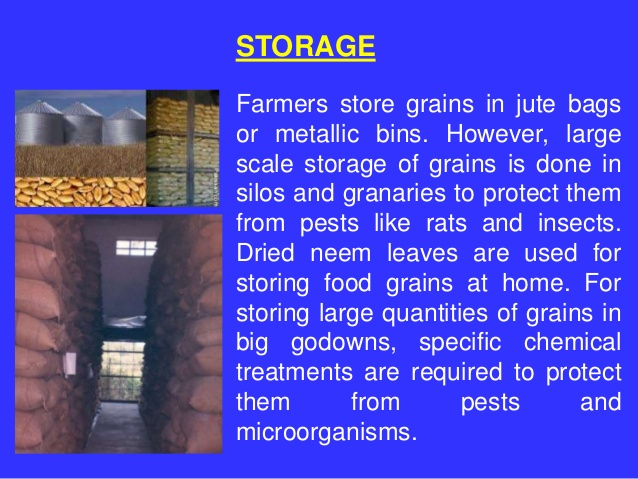 STORAGE
Farmers store grains in jute bags
or metallic bins. However, large
scale storage of grains is done in
silos and granaries to protect them
from pests like rats and insects.
Dried neem leaves are used for
storing food grains at home. For
storing large quantities of grains in
big godowns, specific chemical
treatments are required to protect
them from pests and
microorganisms.